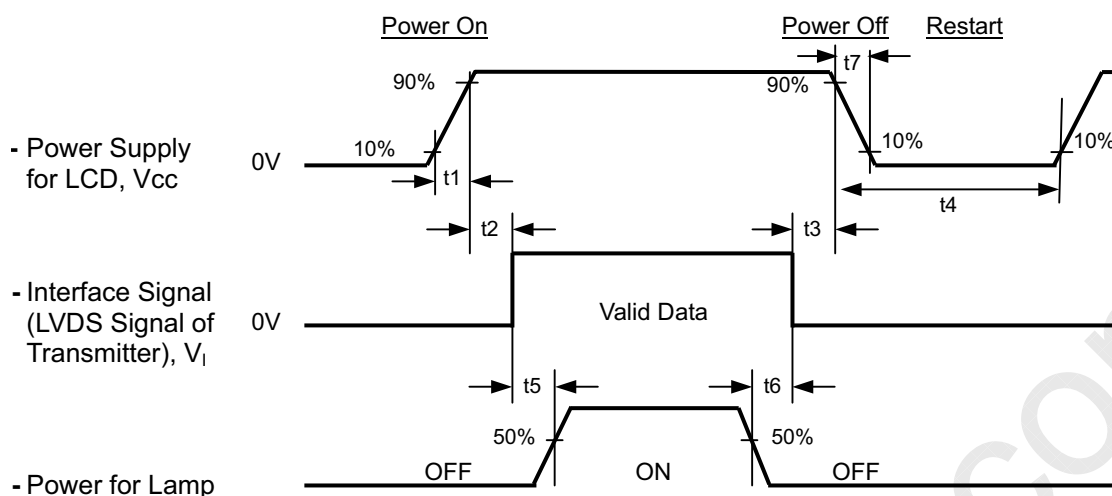 Power On
Power Off Restart
90%
90%
t7
10%
10%
10%
- Power Supply
for LCD, Vcc
0V
t1
t4
t2
t3
- Interface Signal
(LVDS Signal of
Transmitter), VI
0V
Valid Data
t5
t6
50%
50%
- Power for Lamp
OFF
ON
OFF
com